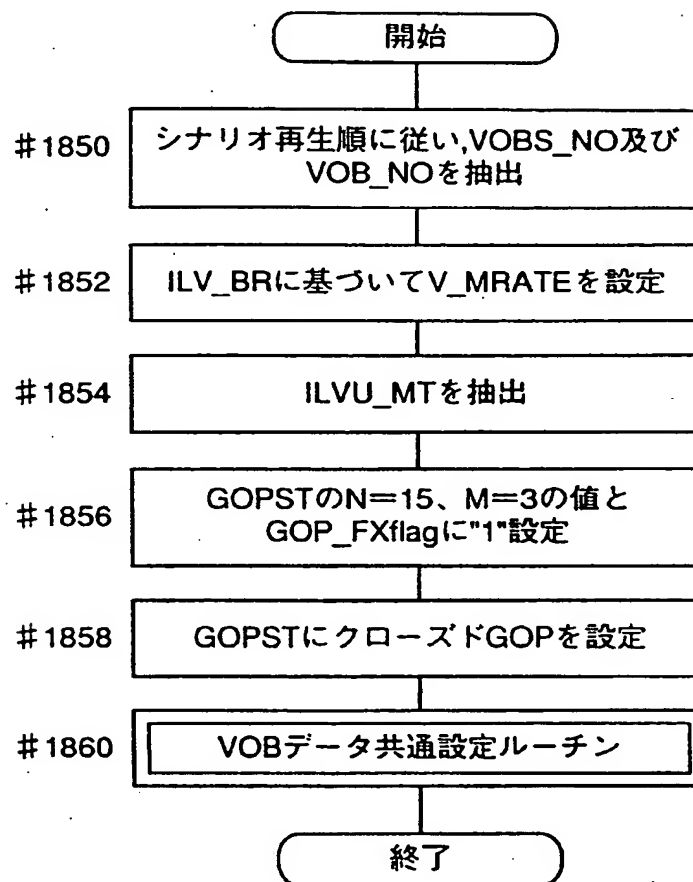 開始
#1850
シナリオ再生順に従い,VOBS_NO及び
VOB_NOを抽出
#1852
ILV_BRに基づいてV_MRATEを設定
#1854
ILVU_MTを抽出
#1856
GOPSTのN=15、M=3の値と
GOP_FXflagに"1"設定
#1858
GOPSTにクローズドGOPを設定
#1860
VOBデータ共通設定ルーチン
終了